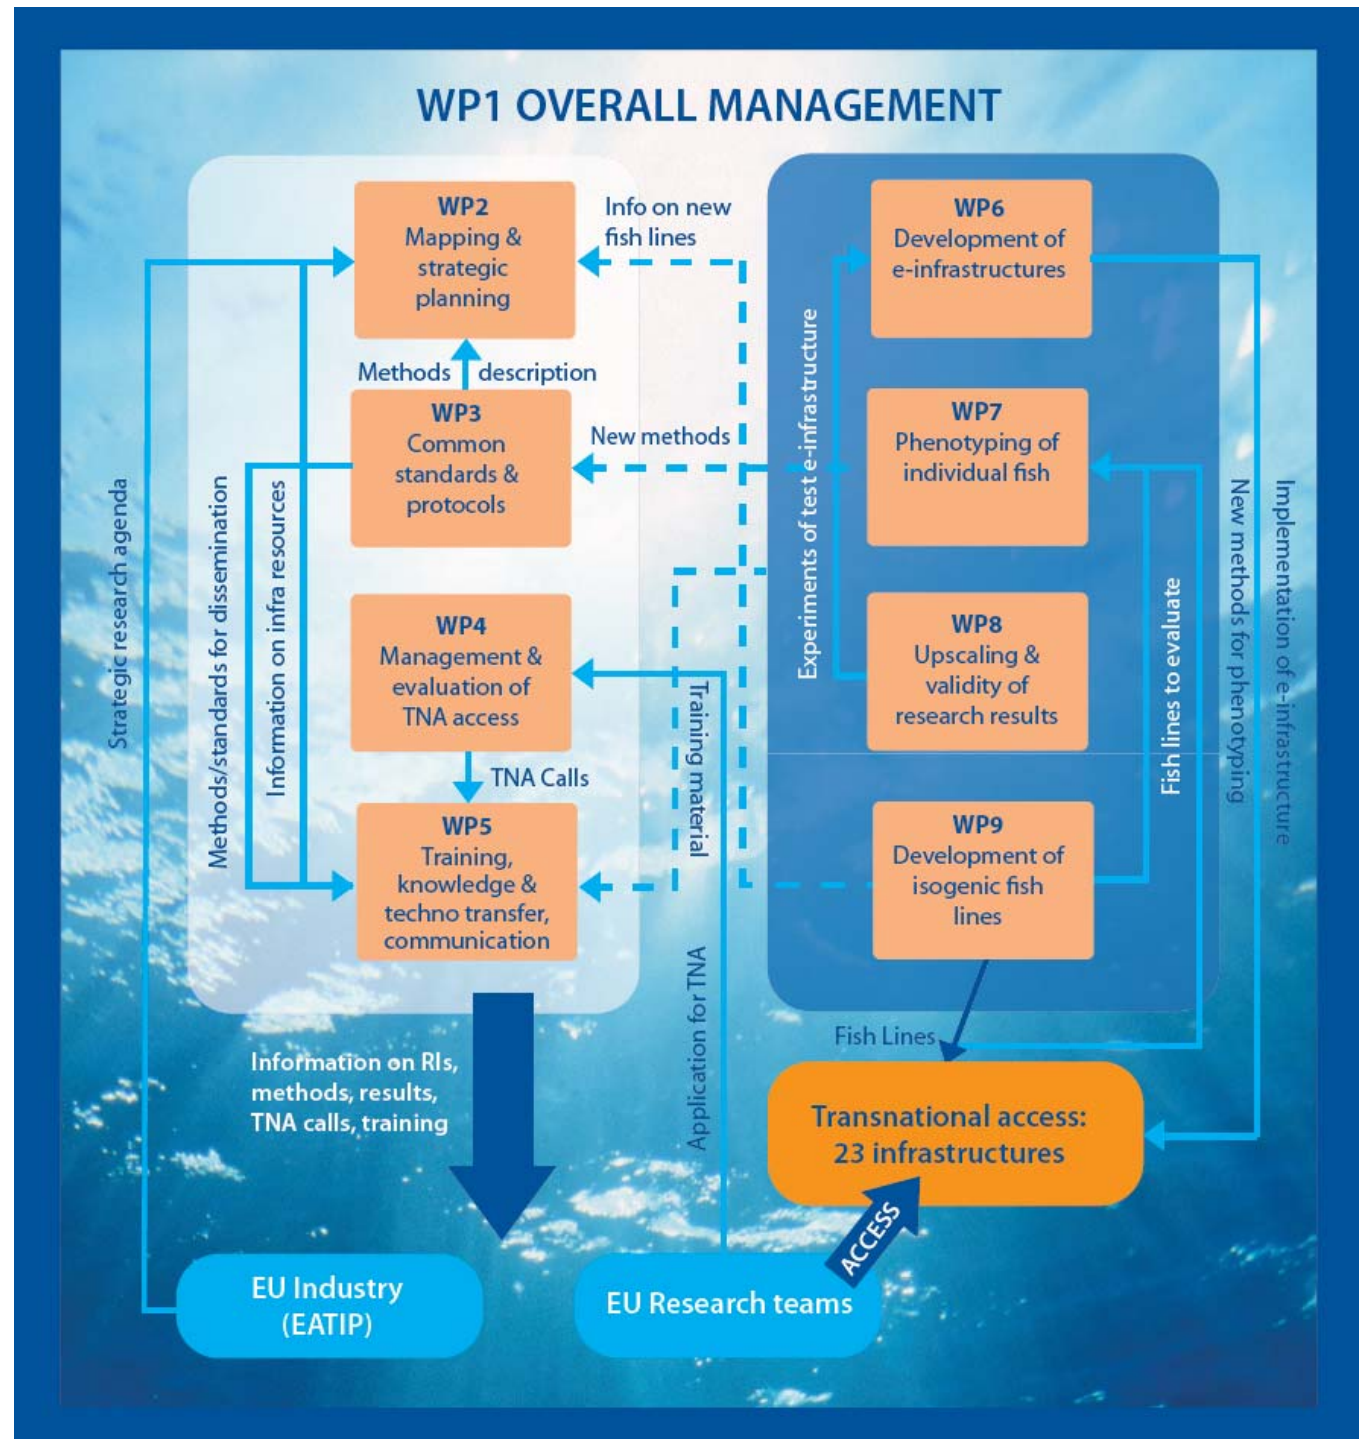 WP1 OVERALL MANAGEMENT
WP2
Mapping &
strategic
planning
Info on new
fish lines
Methods description
WP3
Common
standards &
protocols
New methods
WP4
Management &
evaluation of
TNA access
TNA Calls
WP5
Training,
knowledge &
techno transfer,
communication
Strategic research agenda
Methods/standards for dissemination
Information on infra resources
Training material
Application for TNA
WP6
Development of
e-infrastructures
WP7
Phenotyping of
individual fish
WP8
Upscaling &
validity of
research results
WP9
Development of
isogenic fish
lines
Experiments of test e-infrastructure
Fish lines to evaluate
New methods for phenotyping
Implementation of e-infrastructure
Fish Lines
Information on RIs,
methods, results,
TNA calls, training
Transnational access:
23 infrastructures
ACCESS
EU Industry
(EATIP)
EU Research teams